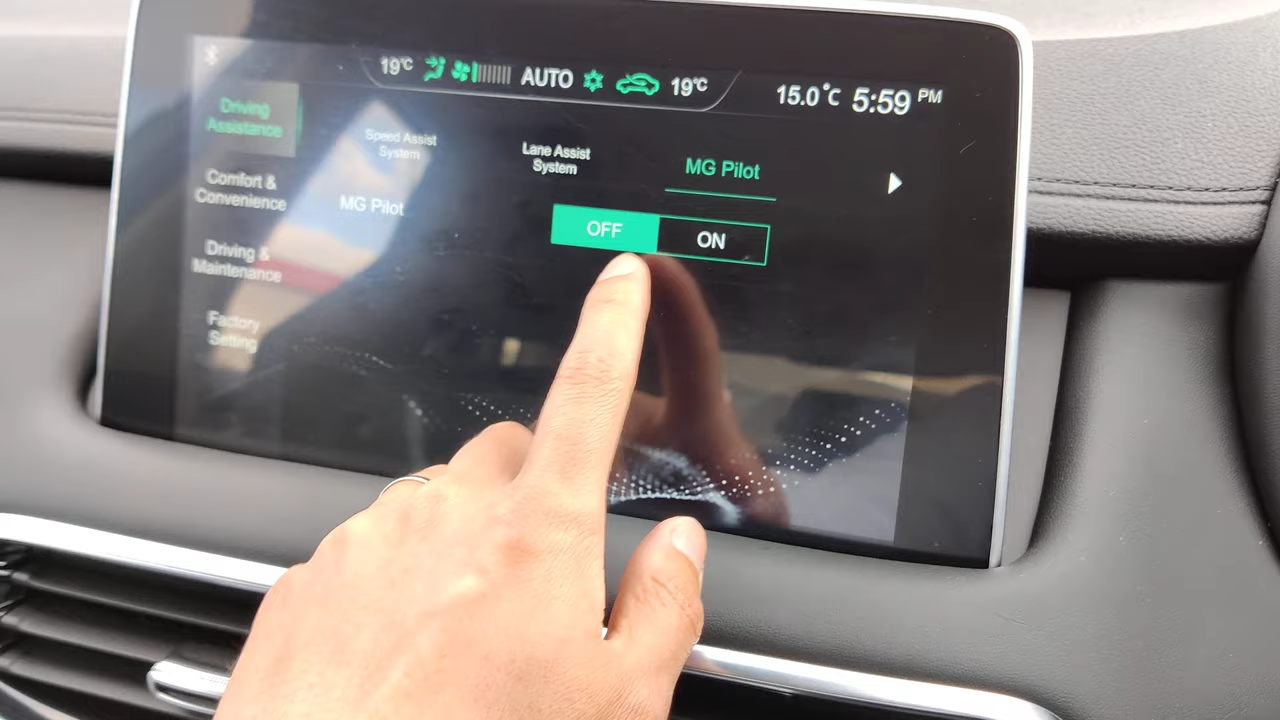 19°C AUTO 19°C 15.0°C 5:59 PM
Driving
Assistance
Speed Assist
System
Lane Assist
System
MG Pilot
Comfort &
Convenience
MG Pilot
OFF ON
Driving &
Maintenance
Factory
Setting